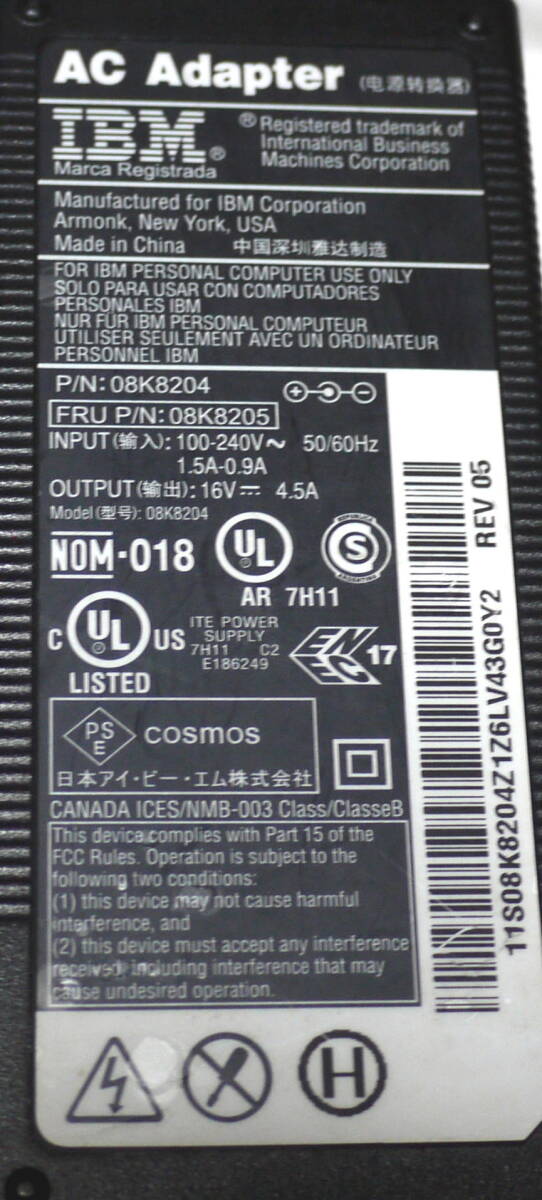 AC Adapter (电源转换器)
IBM®
Marca Registrada
® Registered trademark of
International Business
Machines Corporation
Manufactured for IBM Corporation
Armonk, New York, USA
Made in China 中国深圳雅达制造
FOR IBM PERSONAL COMPUTER USE ONLY
SOLO PARA USAR CON COMPUTADORES
PERSONALES IBM
NUR FÜR IBM PERSONAL COMPUTEUR
UTILISER SEULEMENT AVEC UN ORDINATEUR
PERSONNEL IBM
P/N: 08K8204
FRU P/N: 08K8205
INPUT (输入): 100-240V~ 50/60Hz
1.5A-0.9A
OUTPUT (输出): 16V⎓ 4.5A
Model (型号): 08K8204
NOM-018
UL
S
AR 7H11
C UL US
LISTED
ITE POWER
SUPPLY
7H11 C2
E186249
ENEC 17
PSE cosmos
日本アイ・ビー・エム株式会社
CANADA ICES/NMB-003 Class/ClasseB
This device complies with Part 15 of the
FCC Rules. Operation is subject to the
following two conditions:
(1) this device may not cause harmful
interference, and
(2) this device must accept any interference
received, including interference that may
cause undesired operation.
H
11S08K8204Z1Z6LV43G0Y2 REV 05